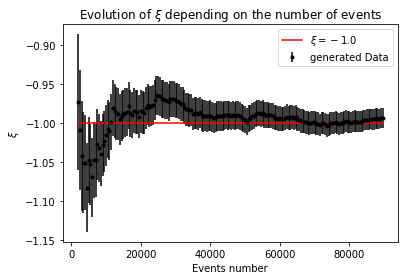 Evolution of ξ depending on the number of events
ξ = −1.0
generated Data
−0.90
−0.95
−1.00
−1.05
−1.10
−1.15
ξ
0 20000 40000 60000 80000
Events number